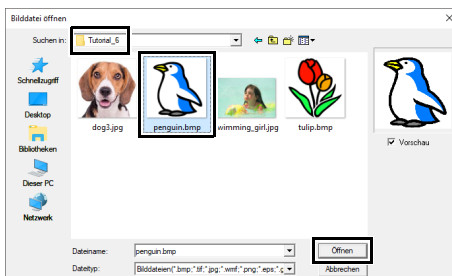 Bilddatei öffnen
Suchen in: Tutorial_6
Schnellzugriff
Desktop
Bibliotheken
Dieser PC
Netzwerk
dog3.jpg penguin.bmp wimming_girl.jpg tulip.bmp
Vorschau
Dateiname: penguin.bmp Öffnen
Dateityp: Bilddateien(*.bmp;*.tif;*.jpg;*.wmf;*.png;*.eps;*.g Abbrechen